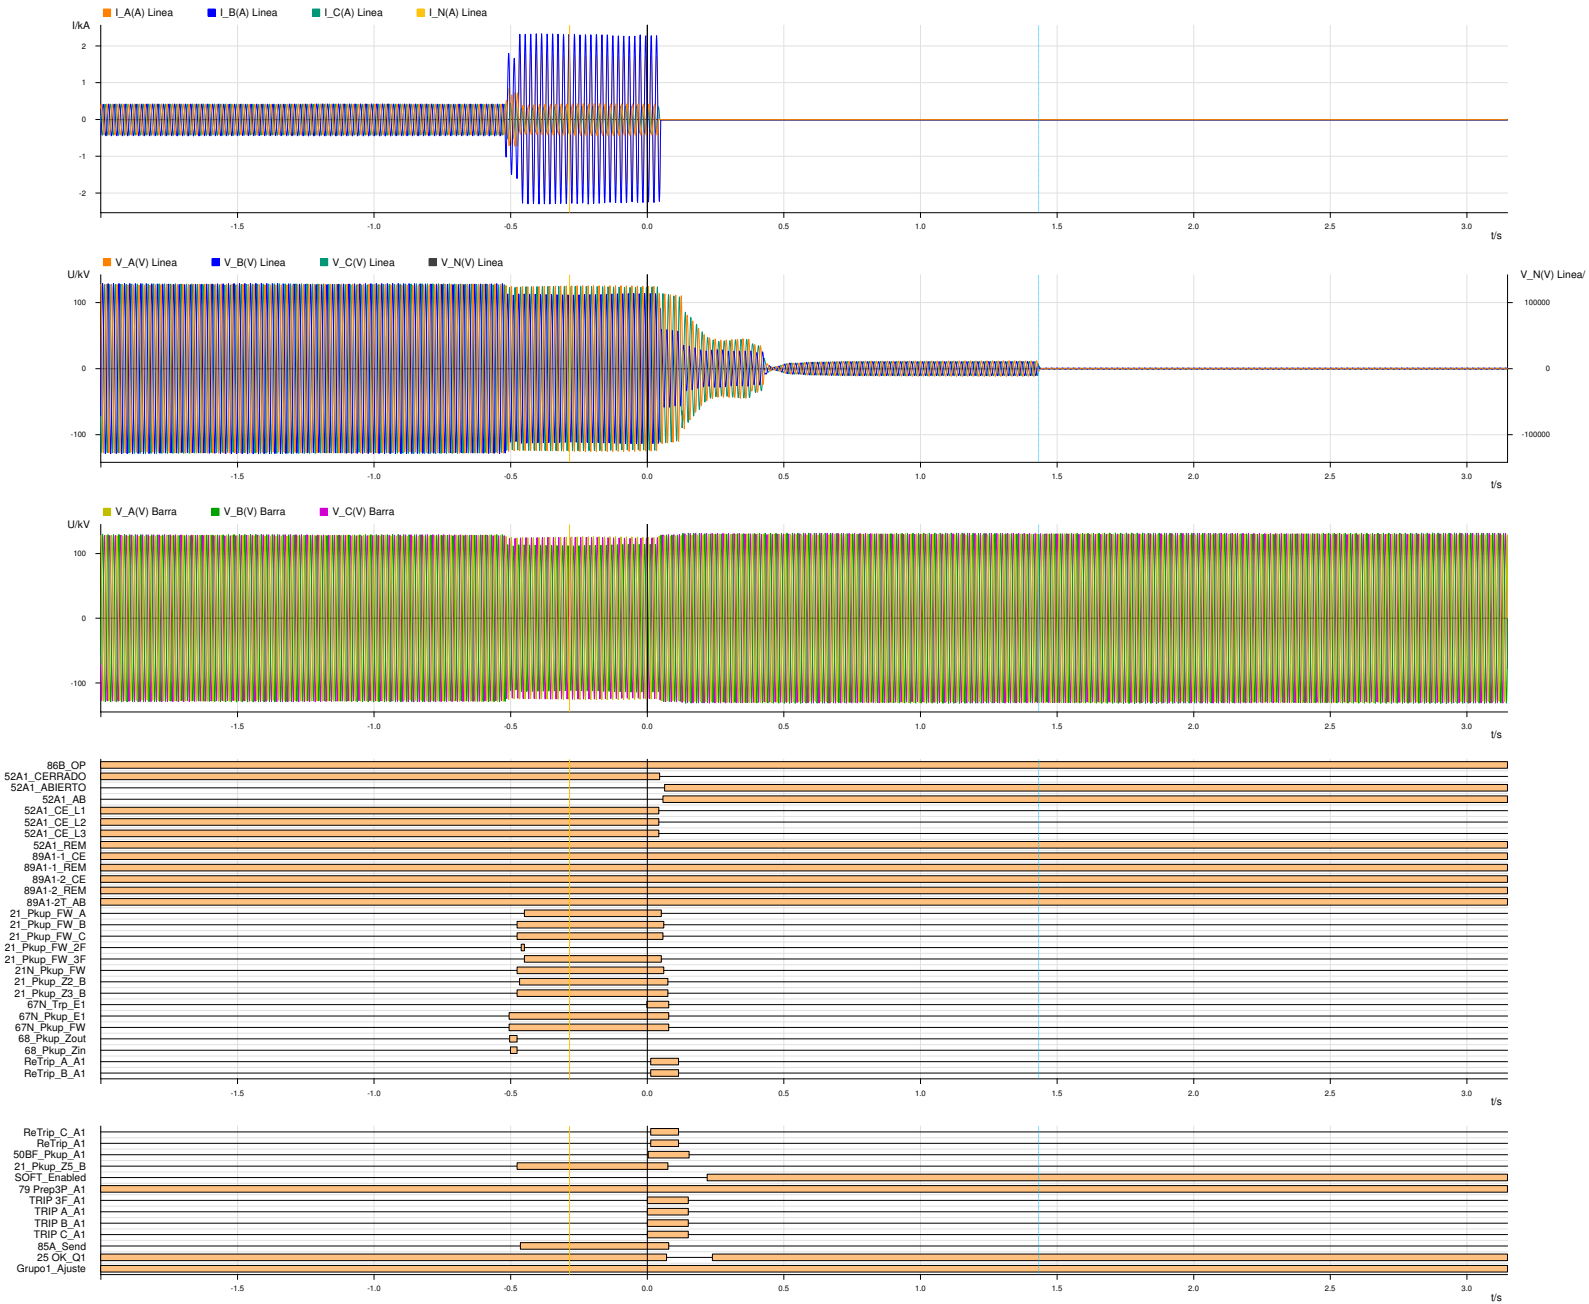 I_A(A) Linea I_B(A) Linea I_C(A) Linea I_N(A) Linea
I/kA
2
1
0
-1
-2
-1.5 -1.0 -0.5 0.0 0.5 1.0 1.5 2.0 2.5 3.0
t/s
V_A(V) Linea V_B(V) Linea V_C(V) Linea V_N(V) Linea
U/kV V_N(V) Linea/
100 100000
0 0
-100 -100000
-1.5 -1.0 -0.5 0.0 0.5 1.0 1.5 2.0 2.5 3.0
t/s
V_A(V) Barra V_B(V) Barra V_C(V) Barra
U/kV
100
0
-100
-1.5 -1.0 -0.5 0.0 0.5 1.0 1.5 2.0 2.5 3.0
t/s
86B_OP
52A1_CERRADO
52A1_ABIERTO
52A1_AB
52A1_CE_L1
52A1_CE_L2
52A1_CE_L3
52A1_REM
89A1-1_CE
89A1-1_REM
89A1-2_CE
89A1-2_REM
89A1-2T_AB
21_Pkup_FW_A
21_Pkup_FW_B
21_Pkup_FW_C
21_Pkup_FW_2F
21_Pkup_FW_3F
21N_Pkup_FW
21_Pkup_Z2_B
21_Pkup_Z3_B
67N_Trp_E1
67N_Pkup_E1
67N_Pkup_FW
68_Pkup_Zout
68_Pkup_Zin
ReTrip_A_A1
ReTrip_B_A1
-1.5 -1.0 -0.5 0.0 0.5 1.0 1.5 2.0 2.5 3.0
t/s
ReTrip_C_A1
ReTrip_A1
50BF_Pkup_A1
21_Pkup_Z5_B
SOFT_Enabled
79 Prep3P_A1
TRIP 3F_A1
TRIP A_A1
TRIP B_A1
TRIP C_A1
85A_Send
25 OK_Q1
Grupo1_Ajuste
-1.5 -1.0 -0.5 0.0 0.5 1.0 1.5 2.0 2.5 3.0
t/s